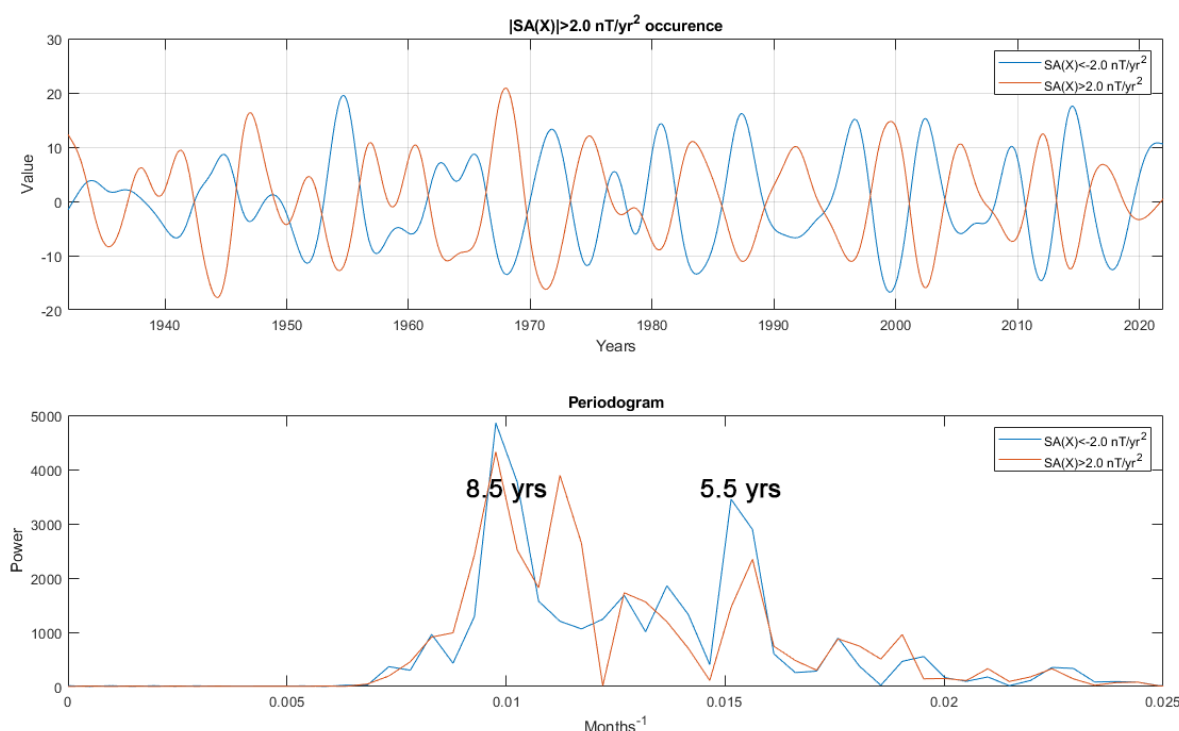 |SA(X)|>2.0 nT/yr² occurence
30
20
10
0
-10
-20
Value
SA(X)<-2.0 nT/yr²
SA(X)>2.0 nT/yr²
1940 1950 1960 1970 1980 1990 2000 2010 2020
Years
Periodogram
5000
4000
3000
2000
1000
0
Power
SA(X)<-2.0 nT/yr²
SA(X)>2.0 nT/yr²
8.5 yrs 5.5 yrs
0 0.005 0.01 0.015 0.02 0.025
Months⁻¹